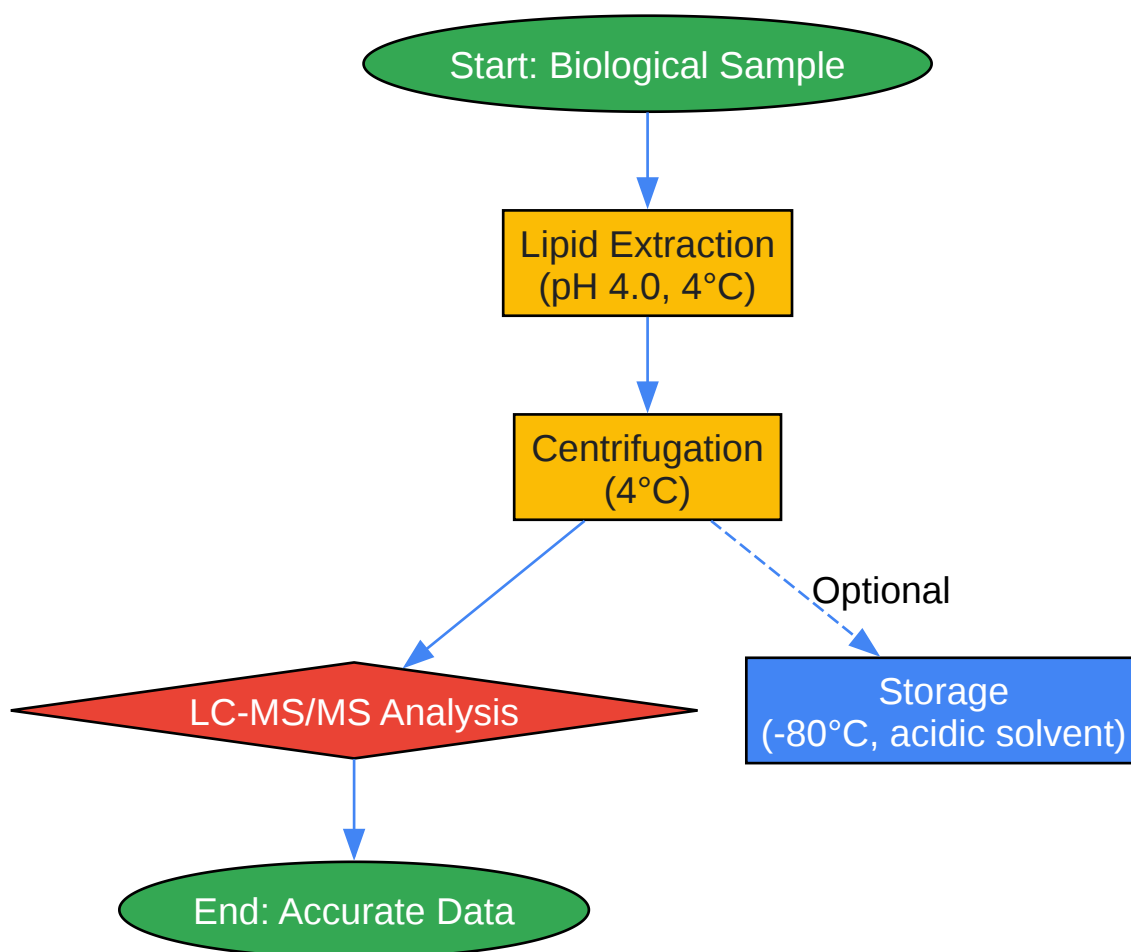 Start: Biological Sample
Lipid Extraction
(pH 4.0, 4°C)
Centrifugation
(4°C)
Optional
LC-MS/MS Analysis
Storage
(-80°C, acidic solvent)
End: Accurate Data